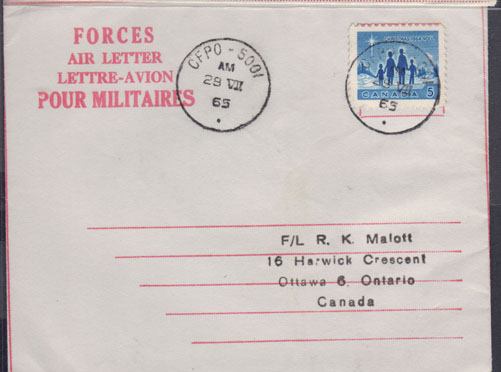 FORCES
AIR LETTER
LETTRE-AVION
POUR MILITAIRES
CFPO - 5001
AM
29 VII
65
CANADA 5
VII
65
F/L R. K. Malott
16 Harwick Crescent
Ottawa 6, Ontario
Canada